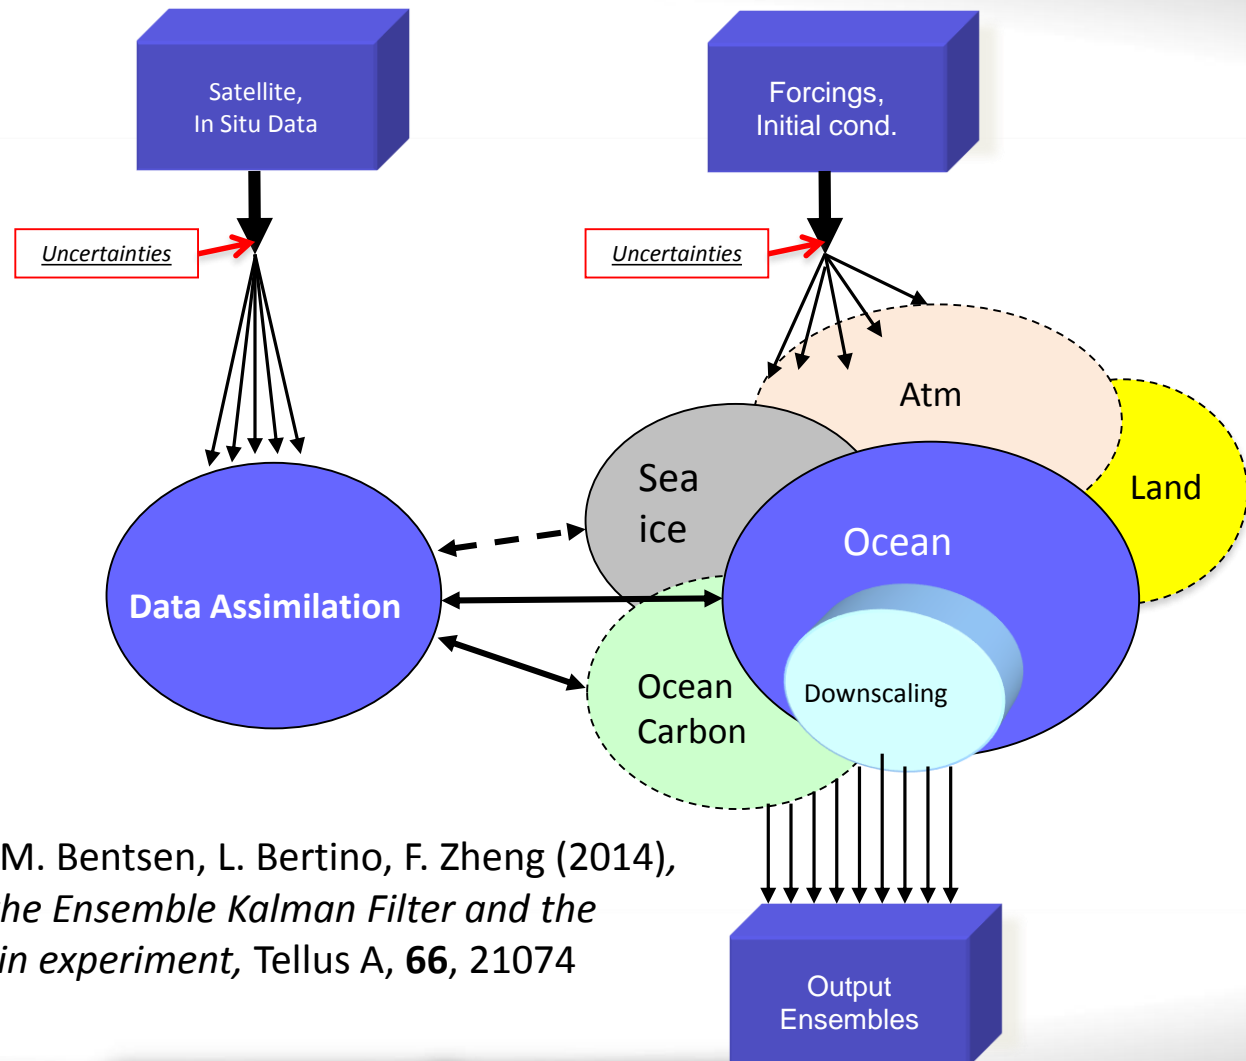 Satellite,
In Situ Data
Forcings,
Initial cond.
Uncertainties
Uncertainties
Atm
Land
Sea
ice
Ocean
Data Assimilation
Ocean
Carbon
Downscaling
M. Bentsen, L. Bertino, F. Zheng (2014),
the Ensemble Kalman Filter and the
in experiment, Tellus A, 66, 21074
Output
Ensembles